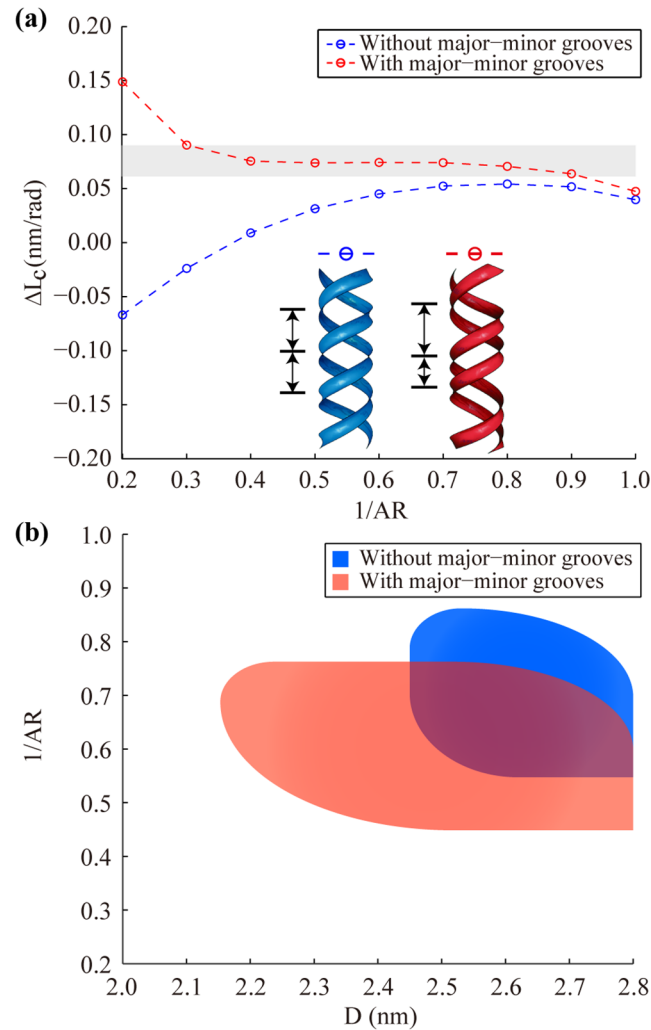 (a)
0.20
0.15
0.10
0.05
0.00
−0.05
−0.10
−0.15
−0.20
ΔLc(nm/rad)
Without major−minor grooves
With major−minor grooves
0.2 0.3 0.4 0.5 0.6 0.7 0.8 0.9 1.0
1/AR
(b)
1.0
0.9
0.8
0.7
0.6
0.5
0.4
0.3
0.2
1/AR
Without major−minor grooves
With major−minor grooves
2.0 2.1 2.2 2.3 2.4 2.5 2.6 2.7 2.8
D (nm)